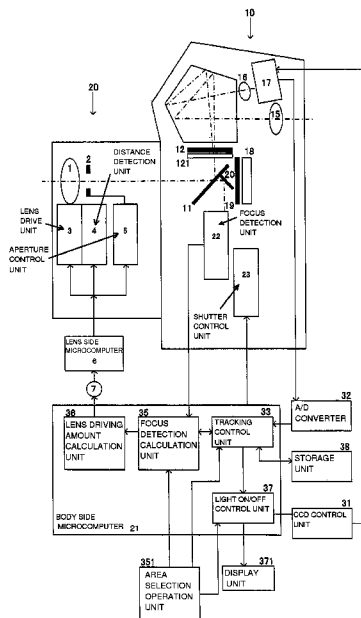 10
16
17
15
20
12
121
18
20
11
19
1
2
DISTANCE
DETECTION
UNIT
LENS
DRIVE
UNIT
APERTURE
CONTROL
UNIT
3
4
5
22
FOCUS
DETECTION
UNIT
23
SHUTTER
CONTROL
UNIT
LENS SIDE
MICROCOMPUTER
6
7
36
LENS DRIVING
AMOUNT
CALCULATION
UNIT
35
FOCUS
DETECTION
CALCULATION
UNIT
33
TRACKING
CONTROL
UNIT
32
A/D
CONVERTER
38
STORAGE
UNIT
37
LIGHT ON/OFF
CONTROL UNIT
31
CCD CONTROL
UNIT
BODY SIDE
MICROCOMPUTER 21
351
AREA
SELECTION
OPERATION
UNIT
371
DISPLAY
UNIT